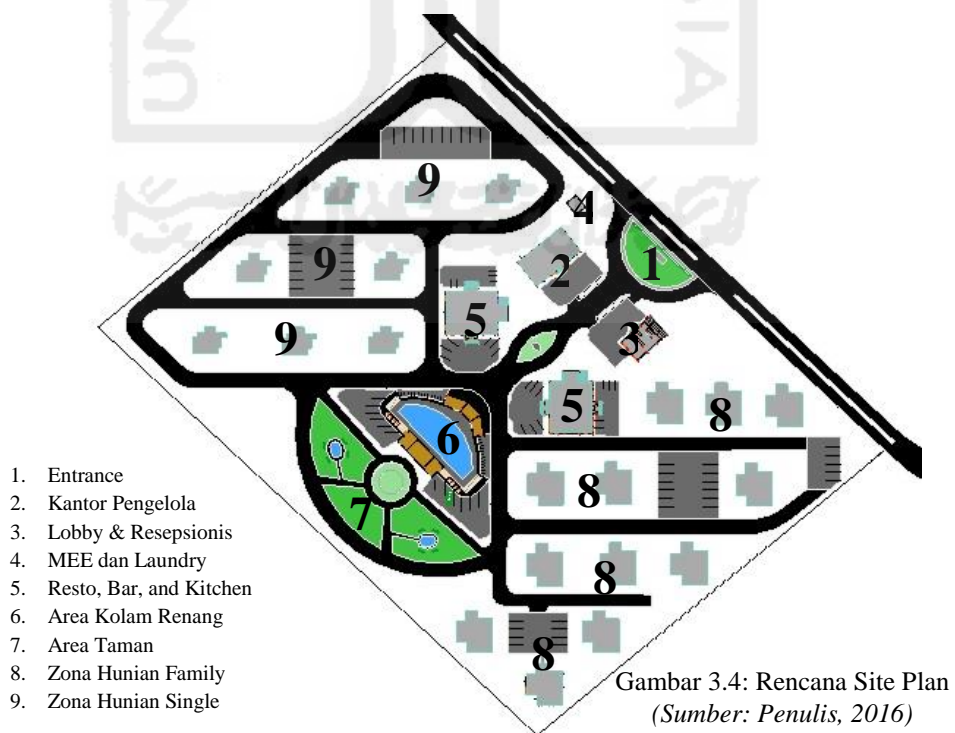 UN
IA
9
4
1
2
9
5
3
9
5
8
6
8
7
8
8
1. Entrance
2. Kantor Pengelola
3. Lobby & Resepsionis
4. MEE dan Laundry
5. Resto, Bar, and Kitchen
6. Area Kolam Renang
7. Area Taman
8. Zona Hunian Family
9. Zona Hunian Single
Gambar 3.4: Rencana Site Plan
(Sumber: Penulis, 2016)